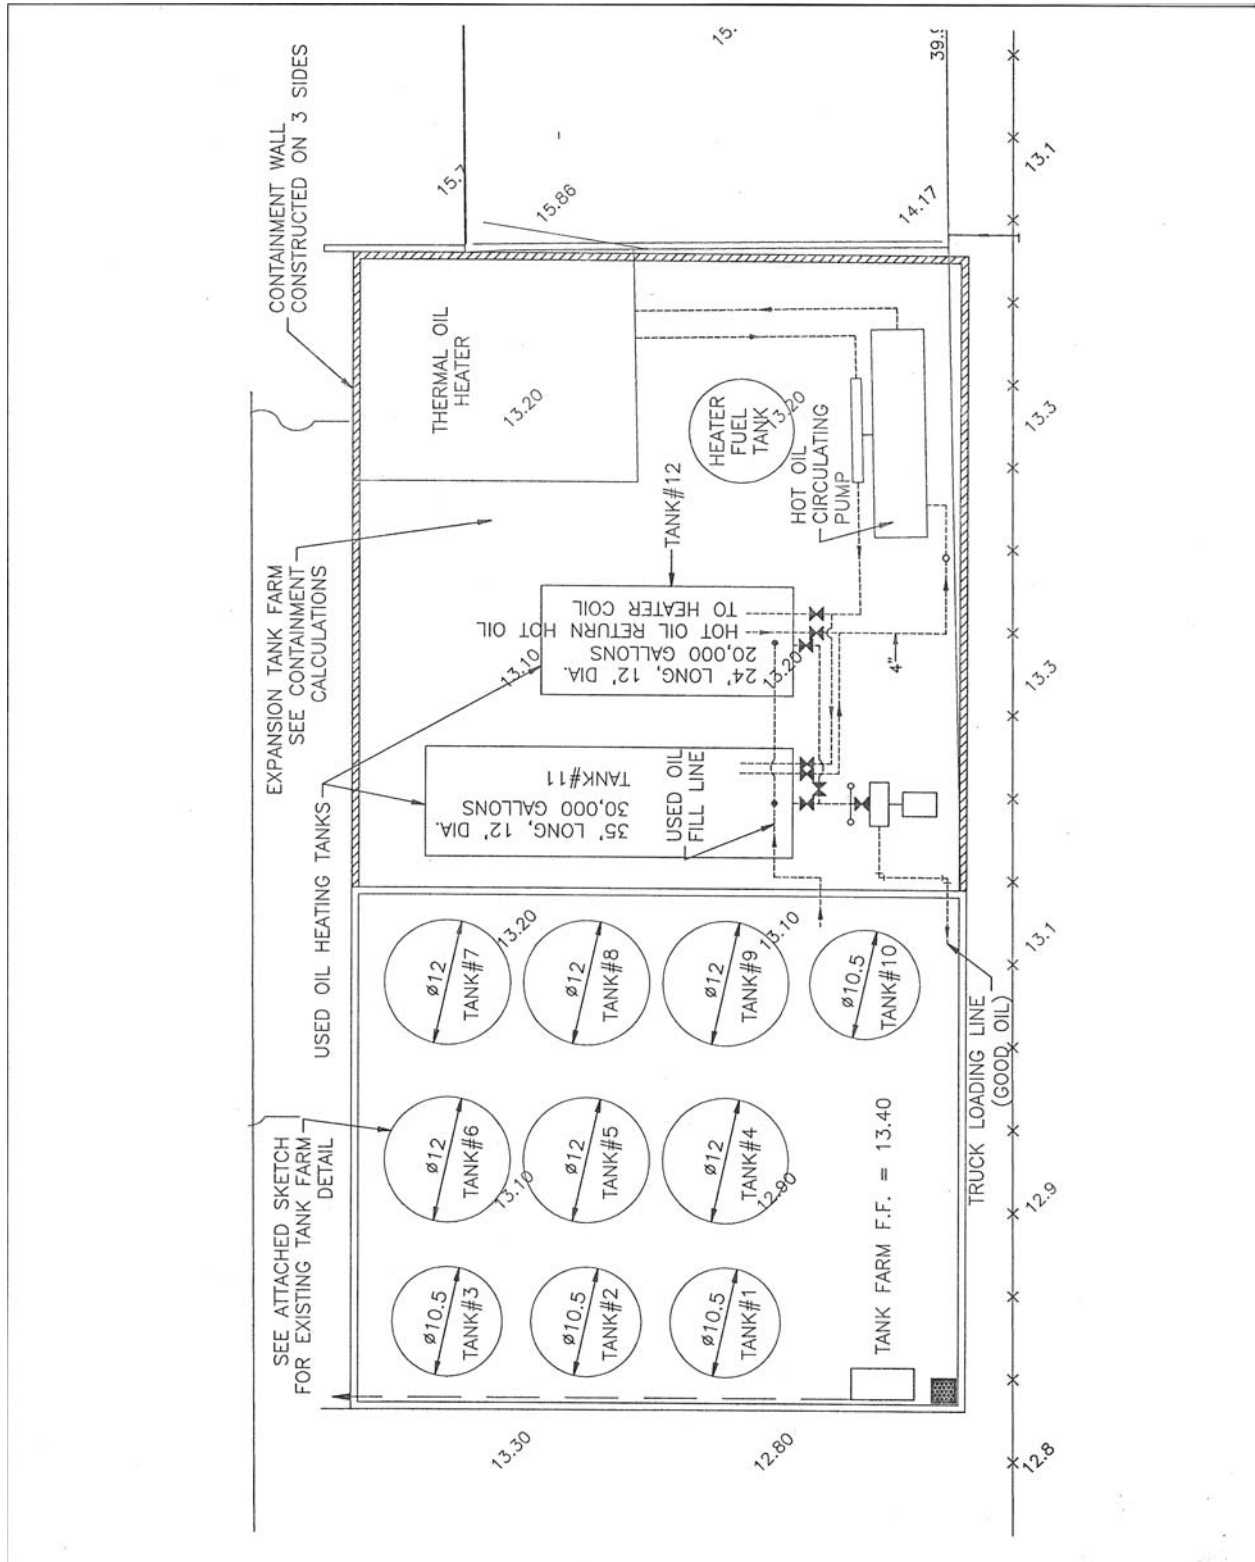 CONTAINMENT WALL
CONSTRUCTED ON 3 SIDES
EXPANSION TANK FARM
SEE CONTAINMENT
CALCULATIONS
USED OIL HEATING TANKS
SEE ATTACHED SKETCH
FOR EXISTING TANK FARM
DETAIL
15.
39.9
15.7
15.86
14.17
13.1
THERMAL OIL
HEATER
13.20
HEATER
FUEL
TANK
13.20
HOT OIL
CIRCULATING
PUMP
13.3
TANK#12
24' LONG, 12' DIA.
20,000 GALLONS
HOT OIL RETURN HOT OIL
TO HEATER COIL
13.10
13.20
4"
13.3
35' LONG, 12' DIA.
30,000 GALLONS
TANK#11
USED OIL
FILL LINE
13.1
Ø12
TANK#7
13.20
Ø12
TANK#8
Ø12
TANK#9
13.10
Ø10.5
TANK#10
TRUCK LOADING LINE
(GOOD OIL)
Ø12
TANK#6
13.10
Ø12
TANK#5
Ø12
TANK#4
12.90
12.9
Ø10.5
TANK#3
Ø10.5
TANK#2
Ø10.5
TANK#1
TANK FARM F.F. = 13.40
13.30
12.80
12.8